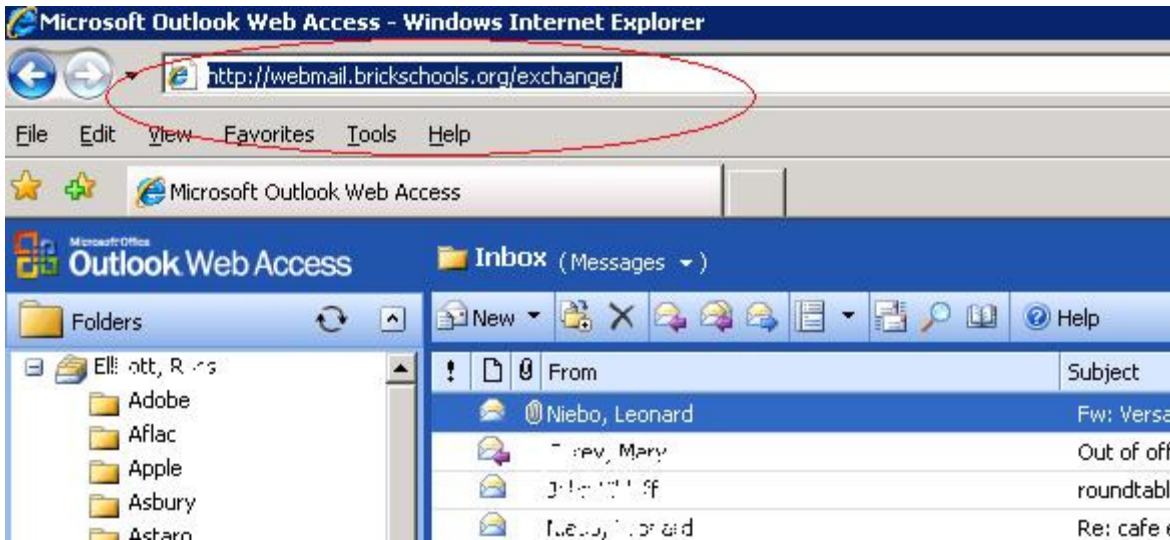 Microsoft Outlook Web Access - Windows Internet Explorer
http://webmail.brickschools.org/exchange/
File Edit View Favorites Tools Help
Microsoft Outlook Web Access
Microsoft Office
Outlook Web Access
Inbox (Messages )
Folders
New Help
! From Subject
Adobe
Aflac
Apple
Asbury
Astaro
Niebo, Leonard Fw: Versa
Mary Out of off
roundtabl
Re: cafe e